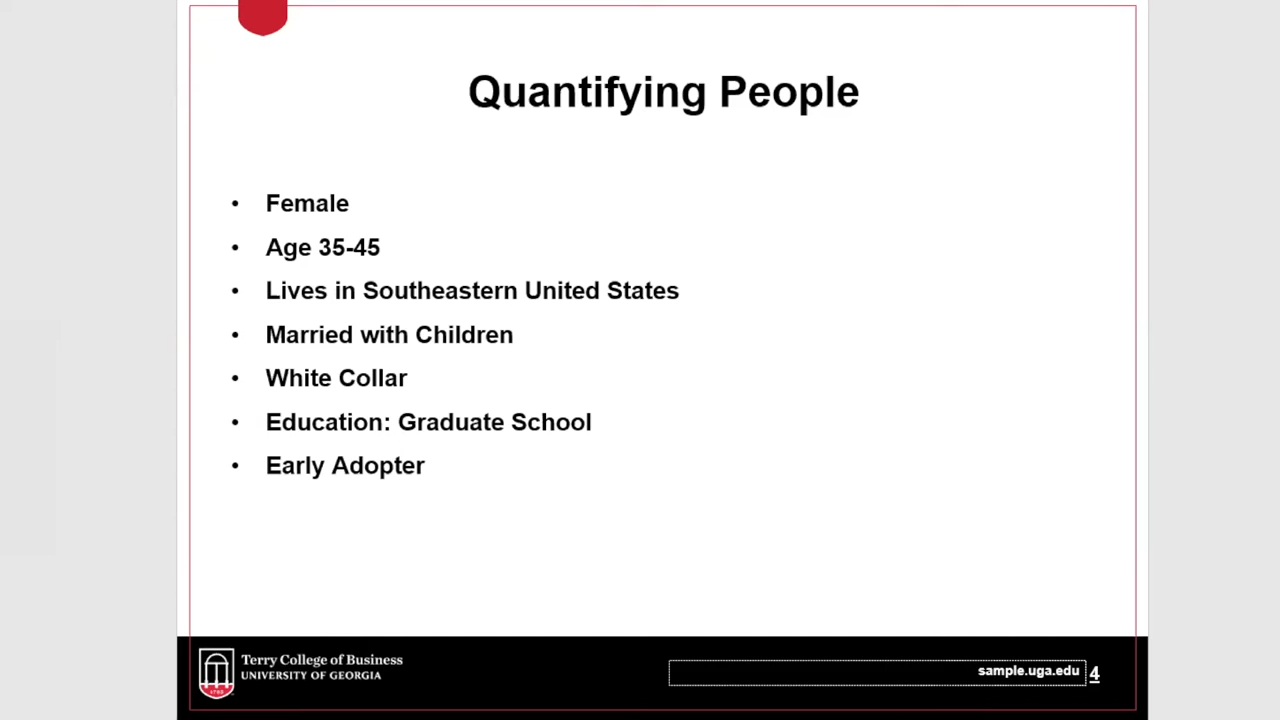 Quantifying People
• Female
• Age 35-45
• Lives in Southeastern United States
• Married with Children
• White Collar
• Education: Graduate School
• Early Adopter
Terry College of Business
UNIVERSITY OF GEORGIA
1785
sample.uga.edu
4